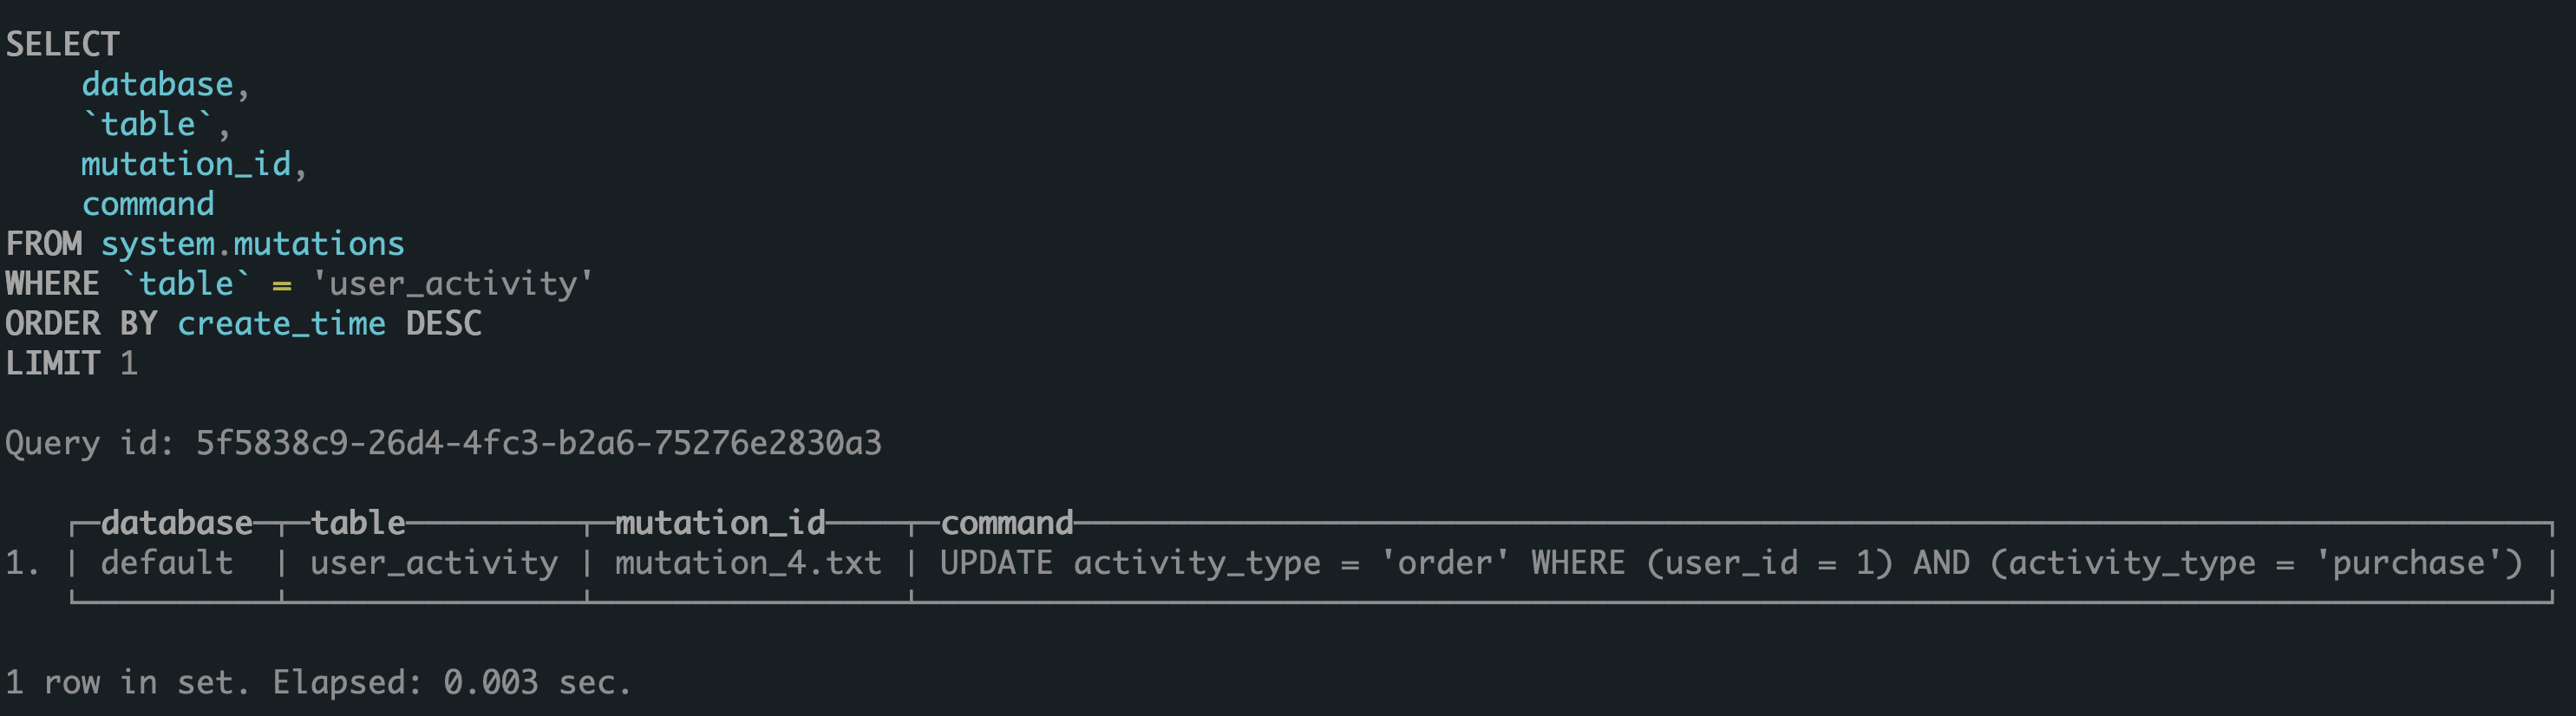 SELECT
    database,
    `table`,
    mutation_id,
    command
FROM system.mutations
WHERE `table` = 'user_activity'
ORDER BY create_time DESC
LIMIT 1
Query id: 5f5838c9-26d4-4fc3-b2a6-75276e2830a3
   ┌─database─┬─table─────────┬─mutation_id────┬─command──────────────────────────────────────────────────────────────────────────────┐
1. │ default  │ user_activity │ mutation_4.txt │ UPDATE activity_type = 'order' WHERE (user_id = 1) AND (activity_type = 'purchase') │
   └──────────┴───────────────┴────────────────┴──────────────────────────────────────────────────────────────────────────────────────┘
1 row in set. Elapsed: 0.003 sec.